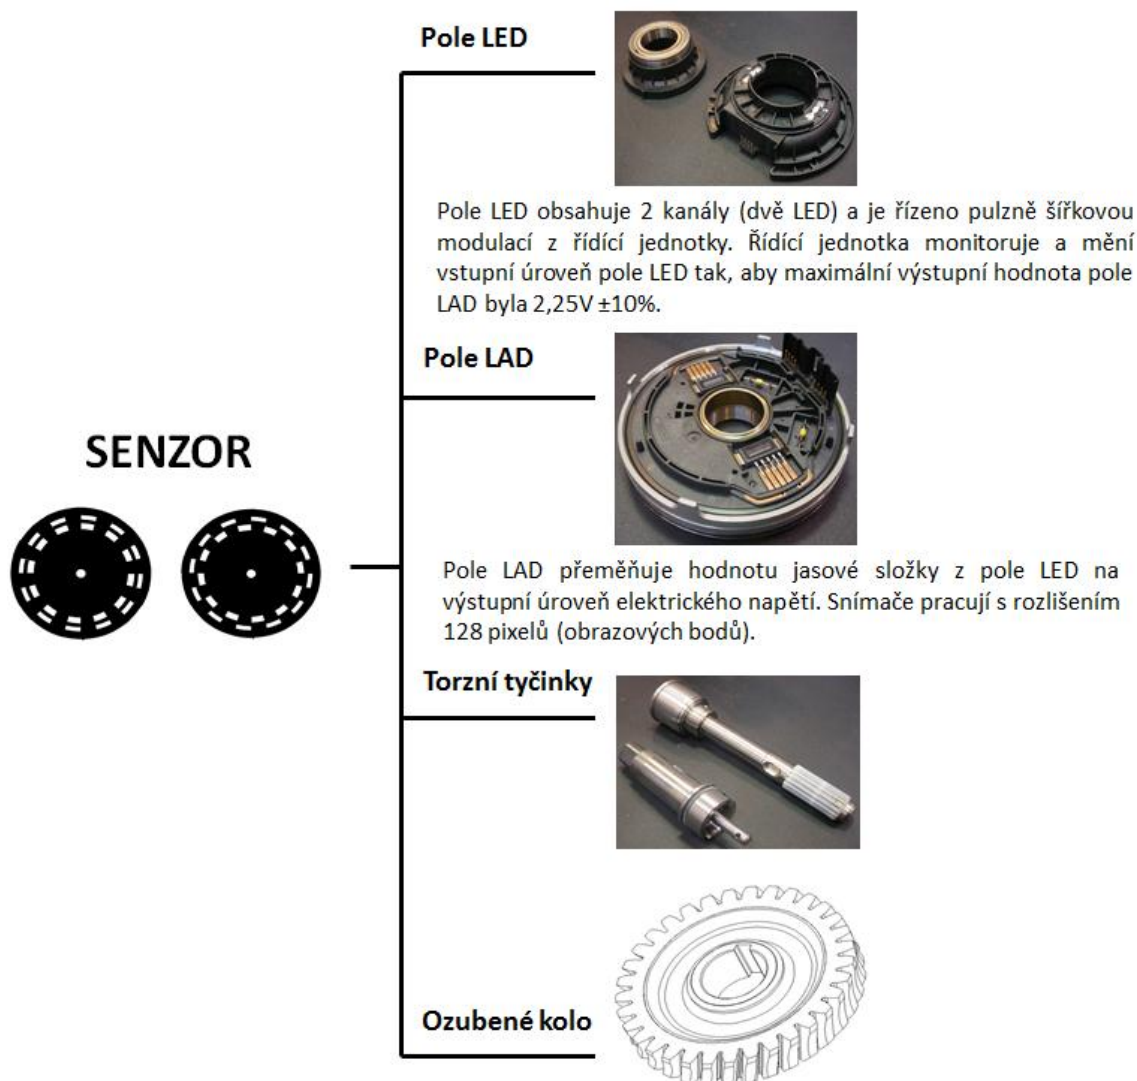 Pole LED
Pole LED obsahuje 2 kanály (dvě LED) a je řízeno pulzně šířkovou
modulací z řídící jednotky. Řídící jednotka monitoruje a mění
vstupní úroveň pole LED tak, aby maximální výstupní hodnota pole
LAD byla 2,25V ±10%.
Pole LAD
SENZOR
Pole LAD přeměňuje hodnotu jasové složky z pole LED na
výstupní úroveň elektrického napětí. Snímače pracují s rozlišením
128 pixelů (obrazových bodů).
Torzní tyčinky
Ozubené kolo